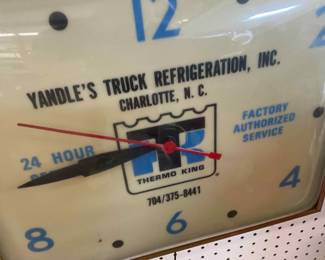 12
YANDLE'S TRUCK REFRIGERATION, INC.
CHARLOTTE, N. C.
24 HOUR
FACTORY
AUTHORIZED
SERVICE
TK
THERMO KING
®
704/375-8441
4
8
6